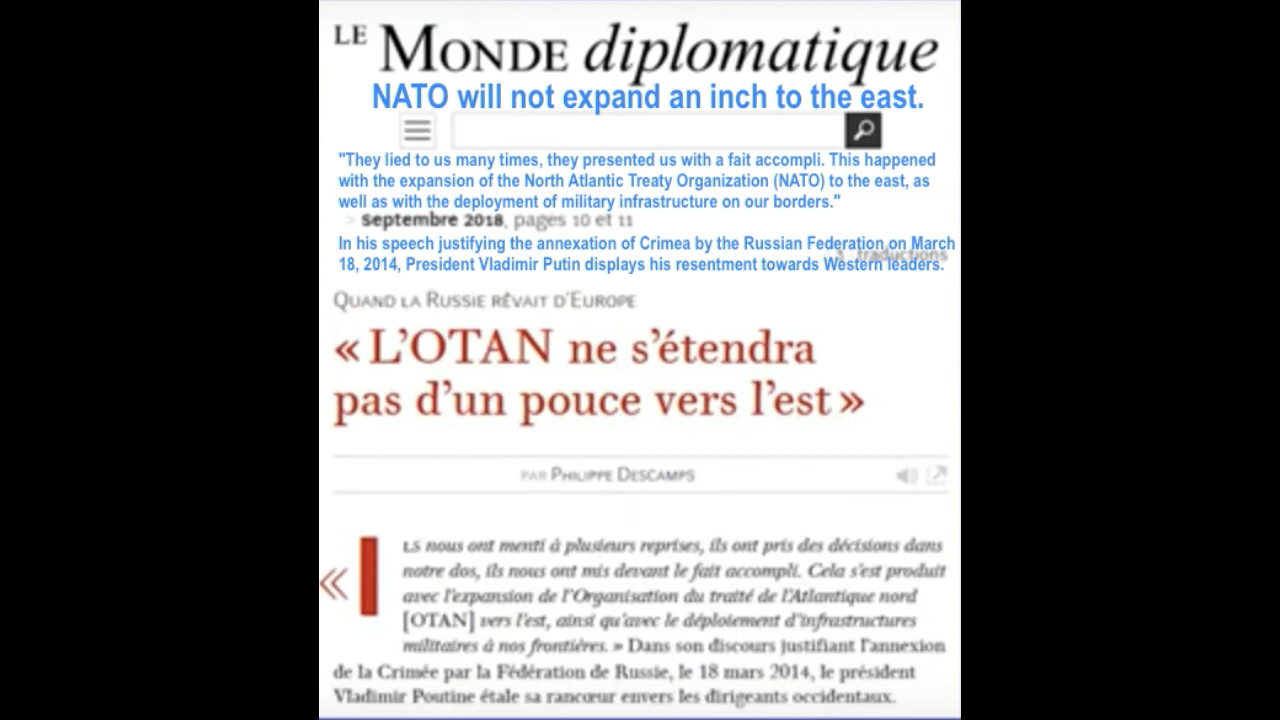 LE MONDE diplomatique
NATO will not expand an inch to the east.
"They lied to us many times, they presented us with a fait accompli. This happened
with the expansion of the North Atlantic Treaty Organization (NATO) to the east, as
well as with the deployment of military infrastructure on our borders."
> Septembre 2018, pages 10 et 11
In his speech justifying the annexation of Crimea by the Russian Federation on March
traductions
18, 2014, President Vladimir Putin displays his resentment towards Western leaders.
QUAND LA RUSSIE RÊVAIT D'EUROPE
« L'OTAN ne s'étendra
pas d'un pouce vers l'est »
PAR PHILIPPE DESCAMPS
« ILS nous ont menti à plusieurs reprises, ils ont pris des décisions dans
notre dos, ils nous ont mis devant le fait accompli. Cela s'est produit
avec l'expansion de l'Organisation du traité de l'Atlantique nord
[OTAN] vers l'est, ainsi qu'avec le déploiement d'infrastructures
militaires à nos frontières. » Dans son discours justifiant l'annexion
de la Crimée par la Fédération de Russie, le 18 mars 2014, le président
Vladimir Poutine étale sa rancœur envers les dirigeants occidentaux.